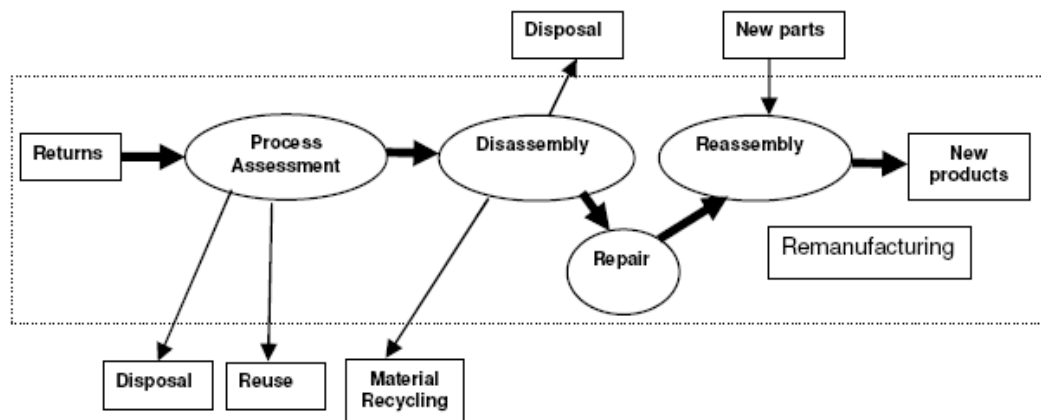 Disposal
New parts
Returns
Process
Assessment
Disassembly
Reassembly
New
products
Repair
Remanufacturing
Disposal
Reuse
Material
Recycling